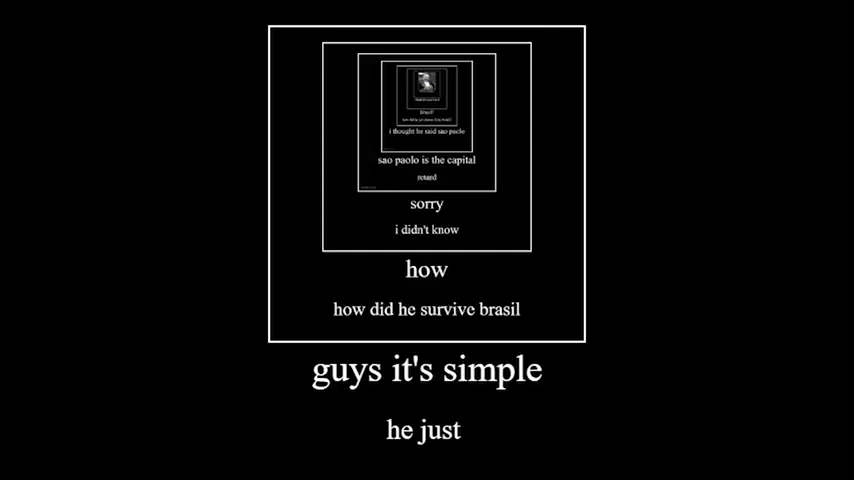 i thought he said sao paolo
sao paolo is the capital
retard
sorry
i didn't know
how
how did he survive brasil
guys it's simple
he just